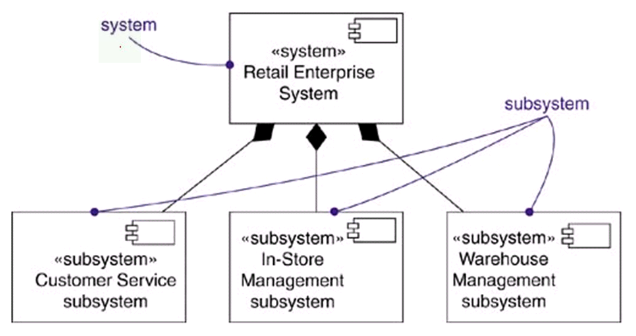 system
«system»
Retail Enterprise
System
subsystem
«subsystem»
Customer Service
subsystem
«subsystem»
In-Store
Management
subsystem
«subsystem»
Warehouse
Management
subsystem